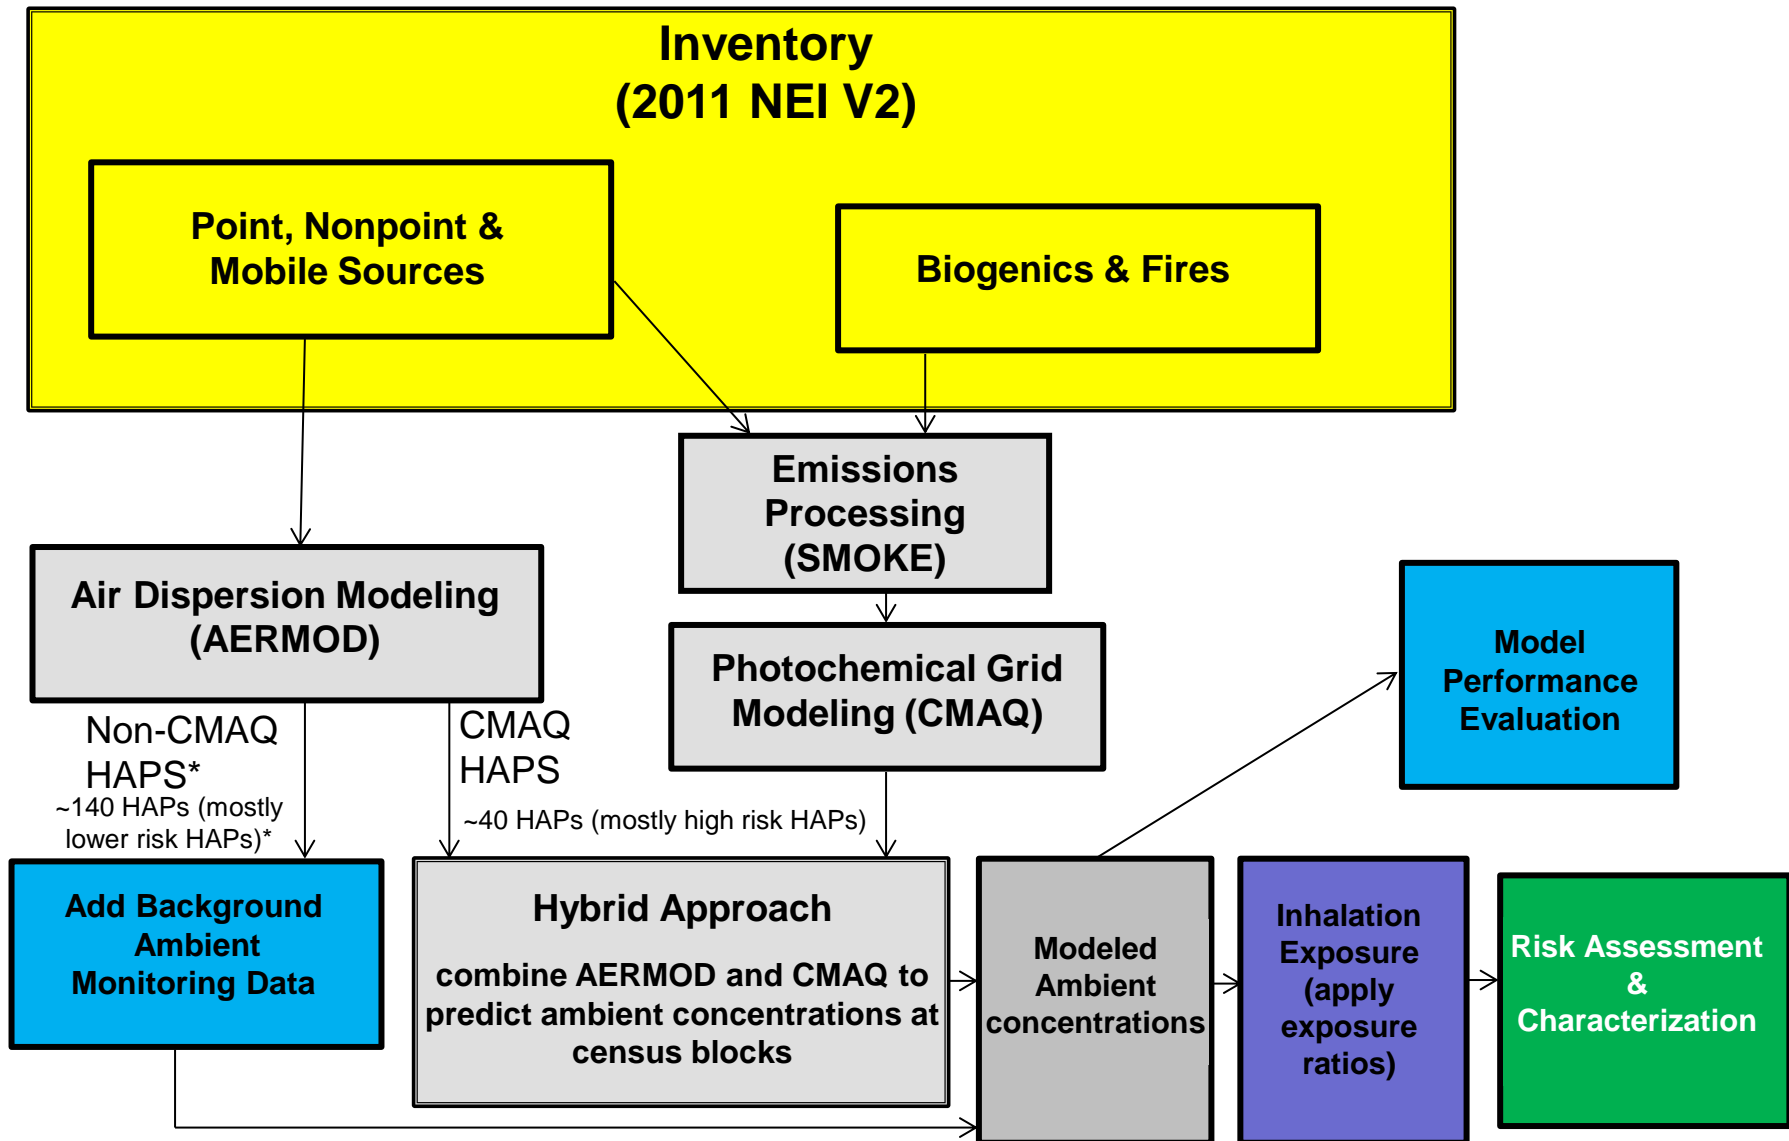 Inventory
(2011 NEI V2)
Point, Nonpoint &
Mobile Sources
Biogenics & Fires
Emissions
Processing
(SMOKE)
Air Dispersion Modeling
(AERMOD)
Photochemical Grid
Modeling (CMAQ)
Model
Performance
Evaluation
Non-CMAQ
HAPS*
~140 HAPs (mostly
lower risk HAPs)*
CMAQ
HAPS
~40 HAPs (mostly high risk HAPs)
Add Background
Ambient
Monitoring Data
Hybrid Approach
combine AERMOD and CMAQ to
predict ambient concentrations at
census blocks
Modeled
Ambient
concentrations
Inhalation
Exposure
(apply
exposure
ratios)
Risk Assessment
&
Characterization